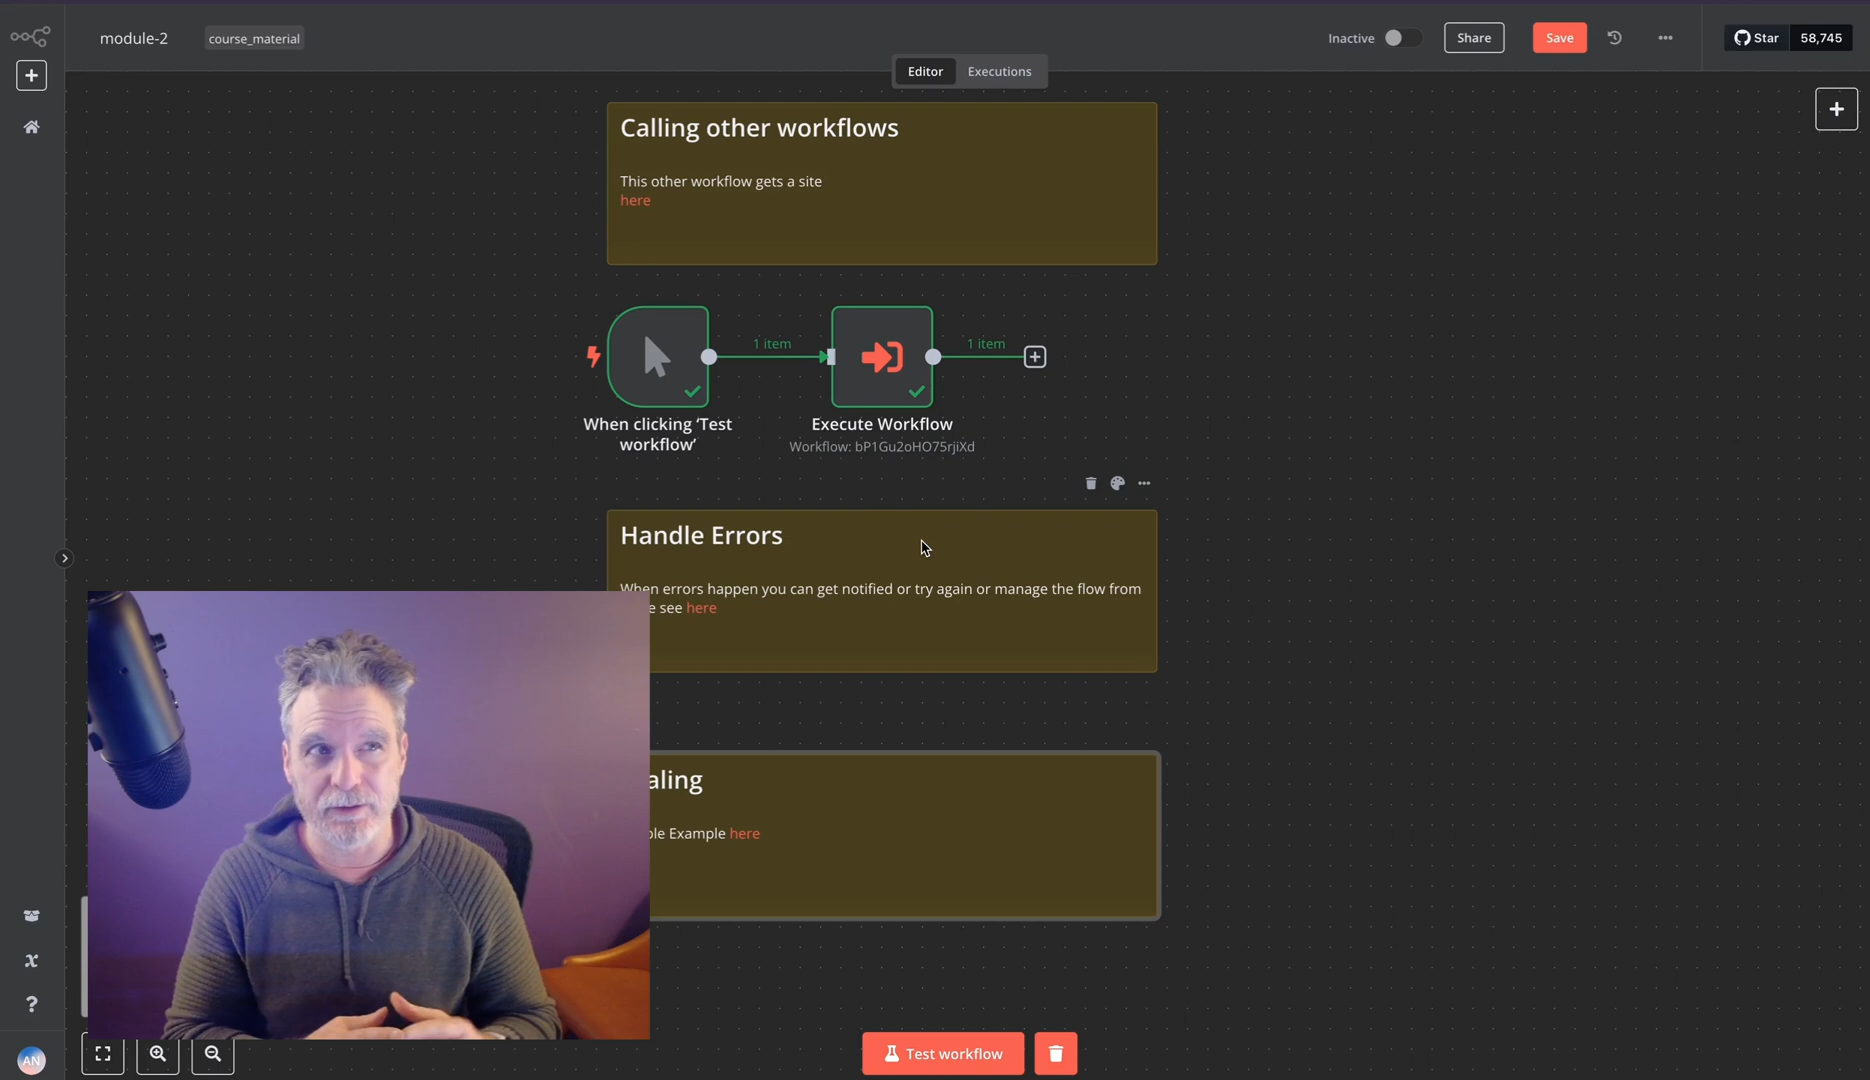 module-2
course_material
Inactive
Share
Save
Star
58,745
Editor
Executions
Calling other workflows
This other workflow gets a site
here
1 item
1 item
When clicking ‘Test
workflow’
Execute Workflow
Workflow: bP1Gu2oHO75rjiXd
Handle Errors
When errors happen you can get notified or try again or manage the flow from
see here
Example here
AN
Test workflow